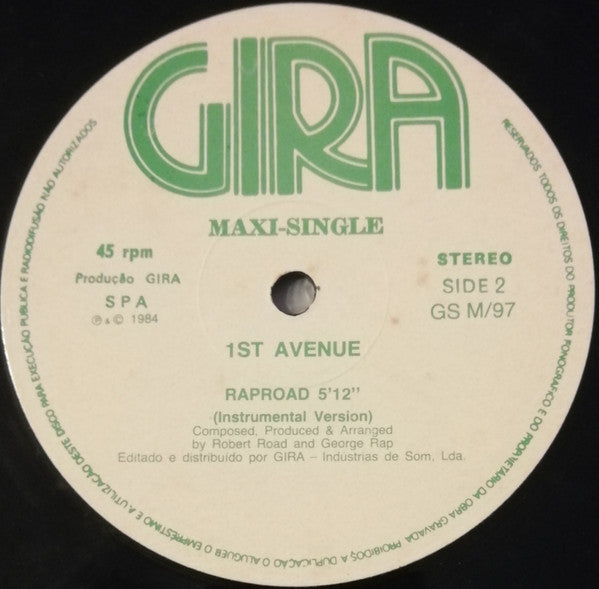 GIRA
MAXI-SINGLE
45 rpm
Produção GIRA
SPA
℗ & © 1984
STEREO
SIDE 2
GS M/97
1ST AVENUE
RAPROAD 5'12"
(Instrumental Version)
Composed, Produced & Arranged
by Robert Road and George Rap
Editado e distribuído por GIRA – Industrias de Som, Lda.
RESERVADOS TODOS OS DIREITOS DO PRODUTOR FONOGRAFICO E DO PROPRIETARIO DA OBRA GRAVADA PROIBIDOS A DUPLICAÇÃO O ALUGUER O EMPRESTIMO E A UTILIZAÇÃO DESTE DISCO PARA EXECUÇÃO PUBLICA E RADIODIFUSÃO NÃO AUTORIZADOS